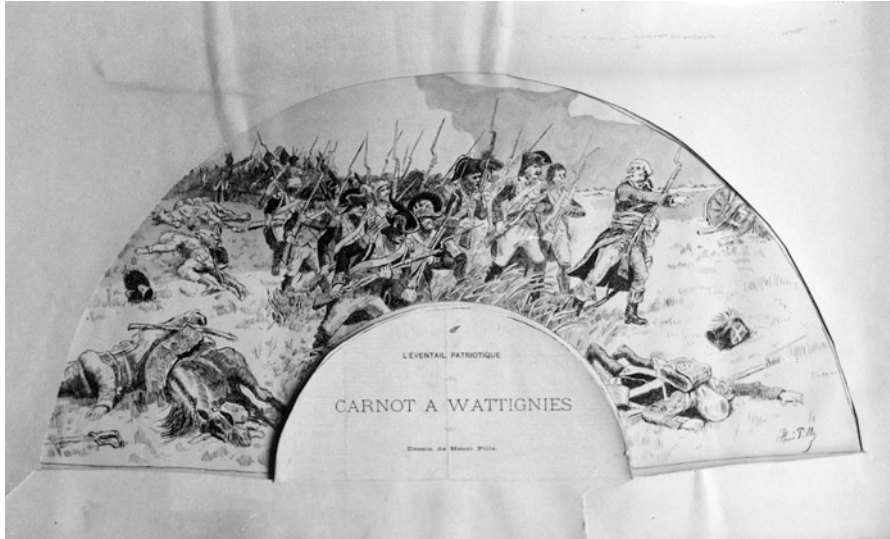 L'ÉVENTAIL PATRIOTIQUE
CARNOT A WATTIGNIES
Dessin de Henri Pille.